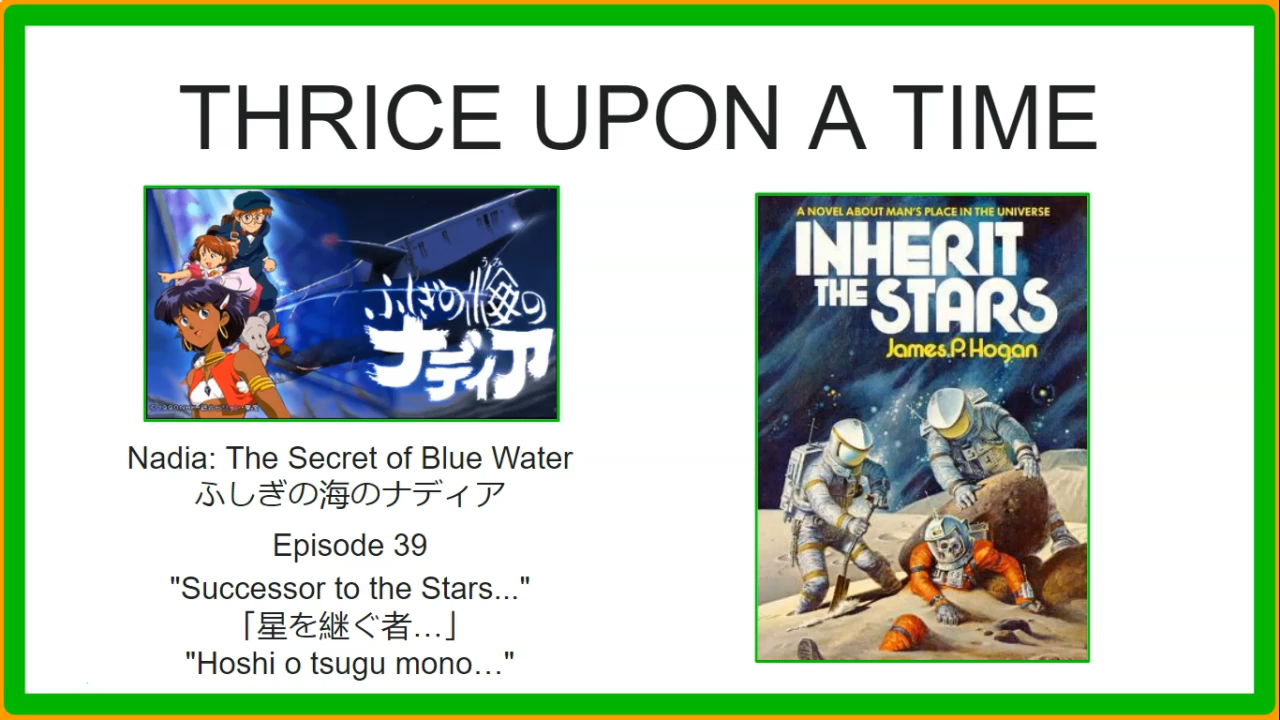 THRICE UPON A TIME
ふしぎの海のナディア
うみ
Nadia: The Secret of Blue Water
ふしぎの海のナディア
Episode 39
"Successor to the Stars..."
「星を継ぐ者…」
"Hoshi o tsugu mono…"
A NOVEL ABOUT MAN'S PLACE IN THE UNIVERSE
INHERIT
THE STARS
James P. Hogan